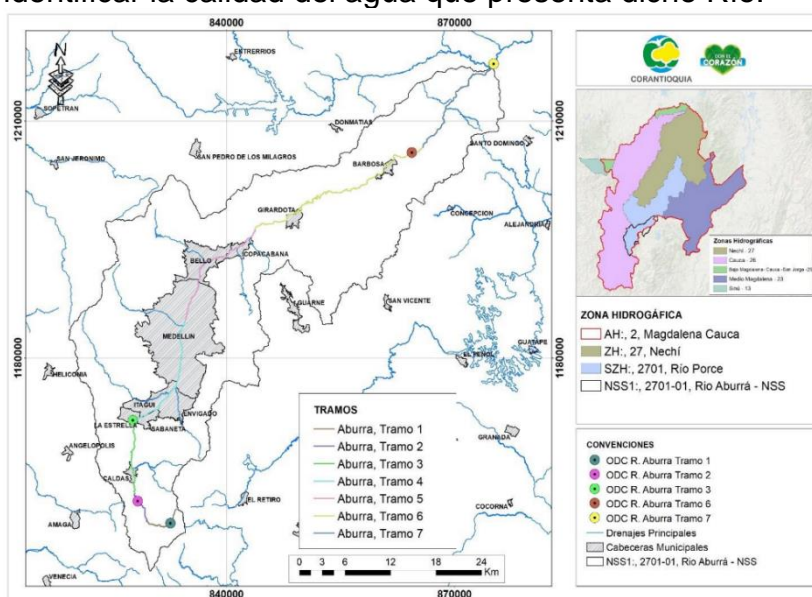 identificar la calidad del agua que presenta dicho Río.
840000
870000
N
ENTRERRIOS
SOPETRAN
1210000
1210000
DONMATIAS
SANTO DOMINGO
SAN JERONIMO
SAN PEDRO DE LOS MILAGROS
BARBOSA
GIRARDOTA
CONCEPCION
ALEJANDRIA
COPACABANA
BELLO
GUARNE
SAN VICENTE
MEDELLIN
GUATAPE
EL PEÑOL
1180000
1180000
HELICONIA
ITAGUI
ENVIGADO
LA ESTRELLA
SABANETA
ANGELOPOLIS
GRANADA
CALDAS
EL RETIRO
COCORNA
AMAGA
VENECIA
TRAMOS
Aburra, Tramo 1
Aburra, Tramo 2
Aburra, Tramo 3
Aburra, Tramo 4
Aburra, Tramo 5
Aburra, Tramo 6
Aburra, Tramo 7
0 3 6 12 18 24
Km
840000
870000
CORANTIOQUIA
CORAZÓN
Zonas Hidrográficas
Nechí - 27
Cauca - 26
Medio Magdalena - 23
Sinú - 13
ZONA HIDROGÁFICA
AH:, 2, Magdalena Cauca
ZH:, 27, Nechí
SZH:, 2701, Río Porce
NSS1:, 2701-01, Rio Aburrá - NSS
CONVENCIONES
ODC R. Aburra Tramo 1
ODC R. Aburra Tramo 2
ODC R. Aburra Tramo 3
ODC R. Aburra Tramo 6
ODC R. Aburra Tramo 7
Drenajes Principales
Cabeceras Municipales
NSS1:, 2701-01, Rio Aburrá - NSS